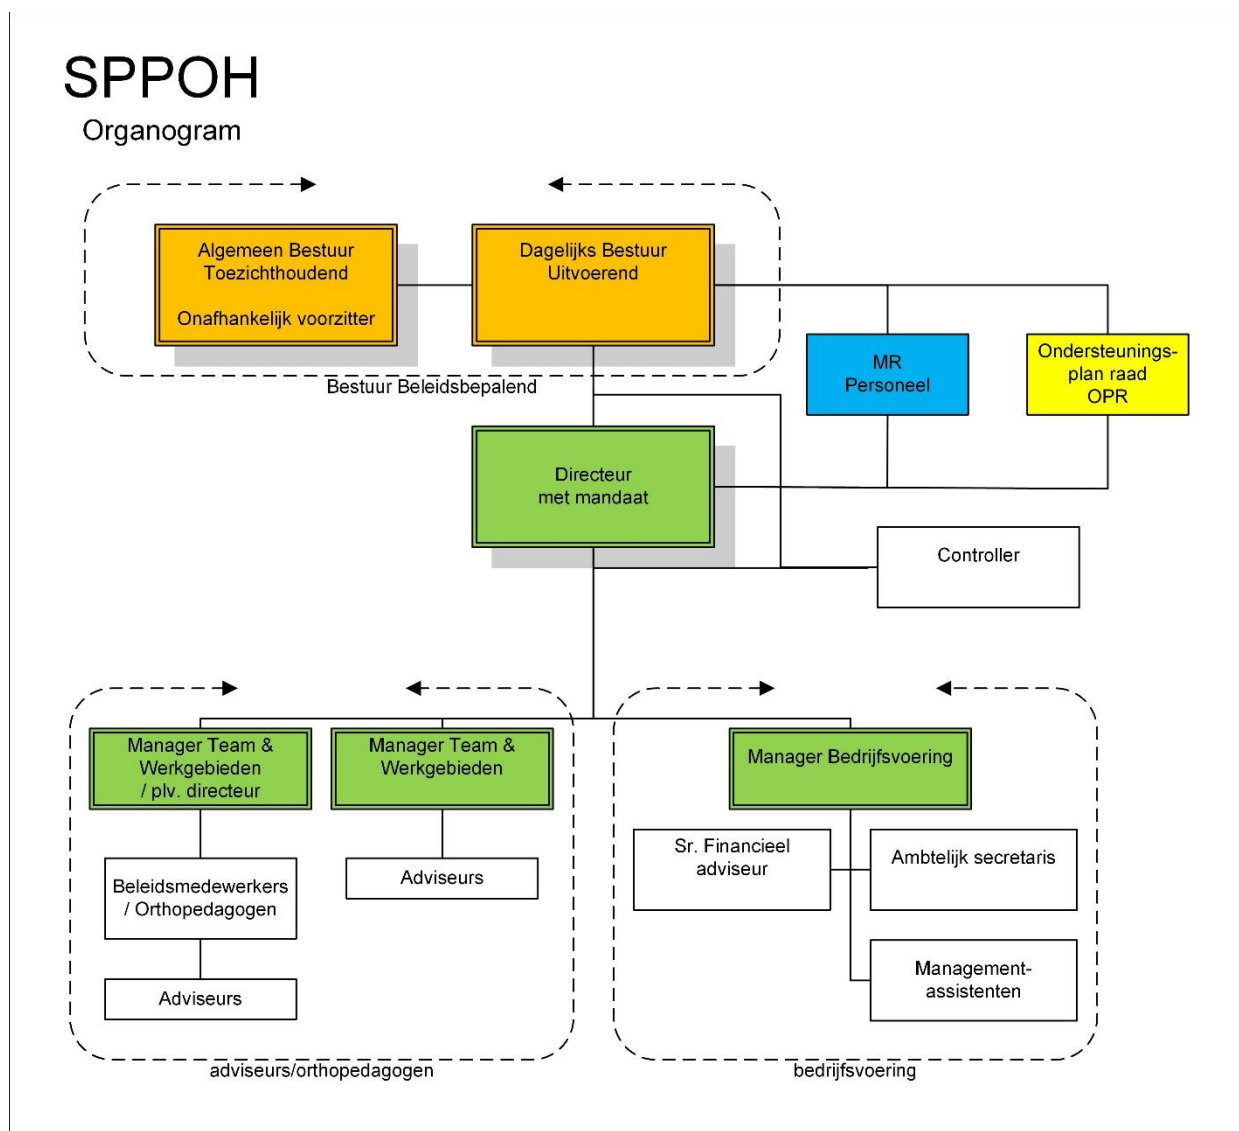 SPPOH
Organogram
Algemeen Bestuur
Toezichthoudend
Onafhankelijk voorzitter
Dagelijks Bestuur
Uitvoerend
Bestuur Beleidsbepalend
MR
Personeel
Ondersteunings-
plan raad
OPR
Directeur
met mandaat
Controller
Manager Team &
Werkgebieden
/ plv. directeur
Manager Team &
Werkgebieden
Manager Bedrijfsvoering
Beleidsmedewerkers
/ Orthopedagogen
Adviseurs
Adviseurs
Sr. Financieel
adviseur
Ambtelijk secretaris
Management-
assistenten
adviseurs/orthopedagogen
bedrijfsvoering